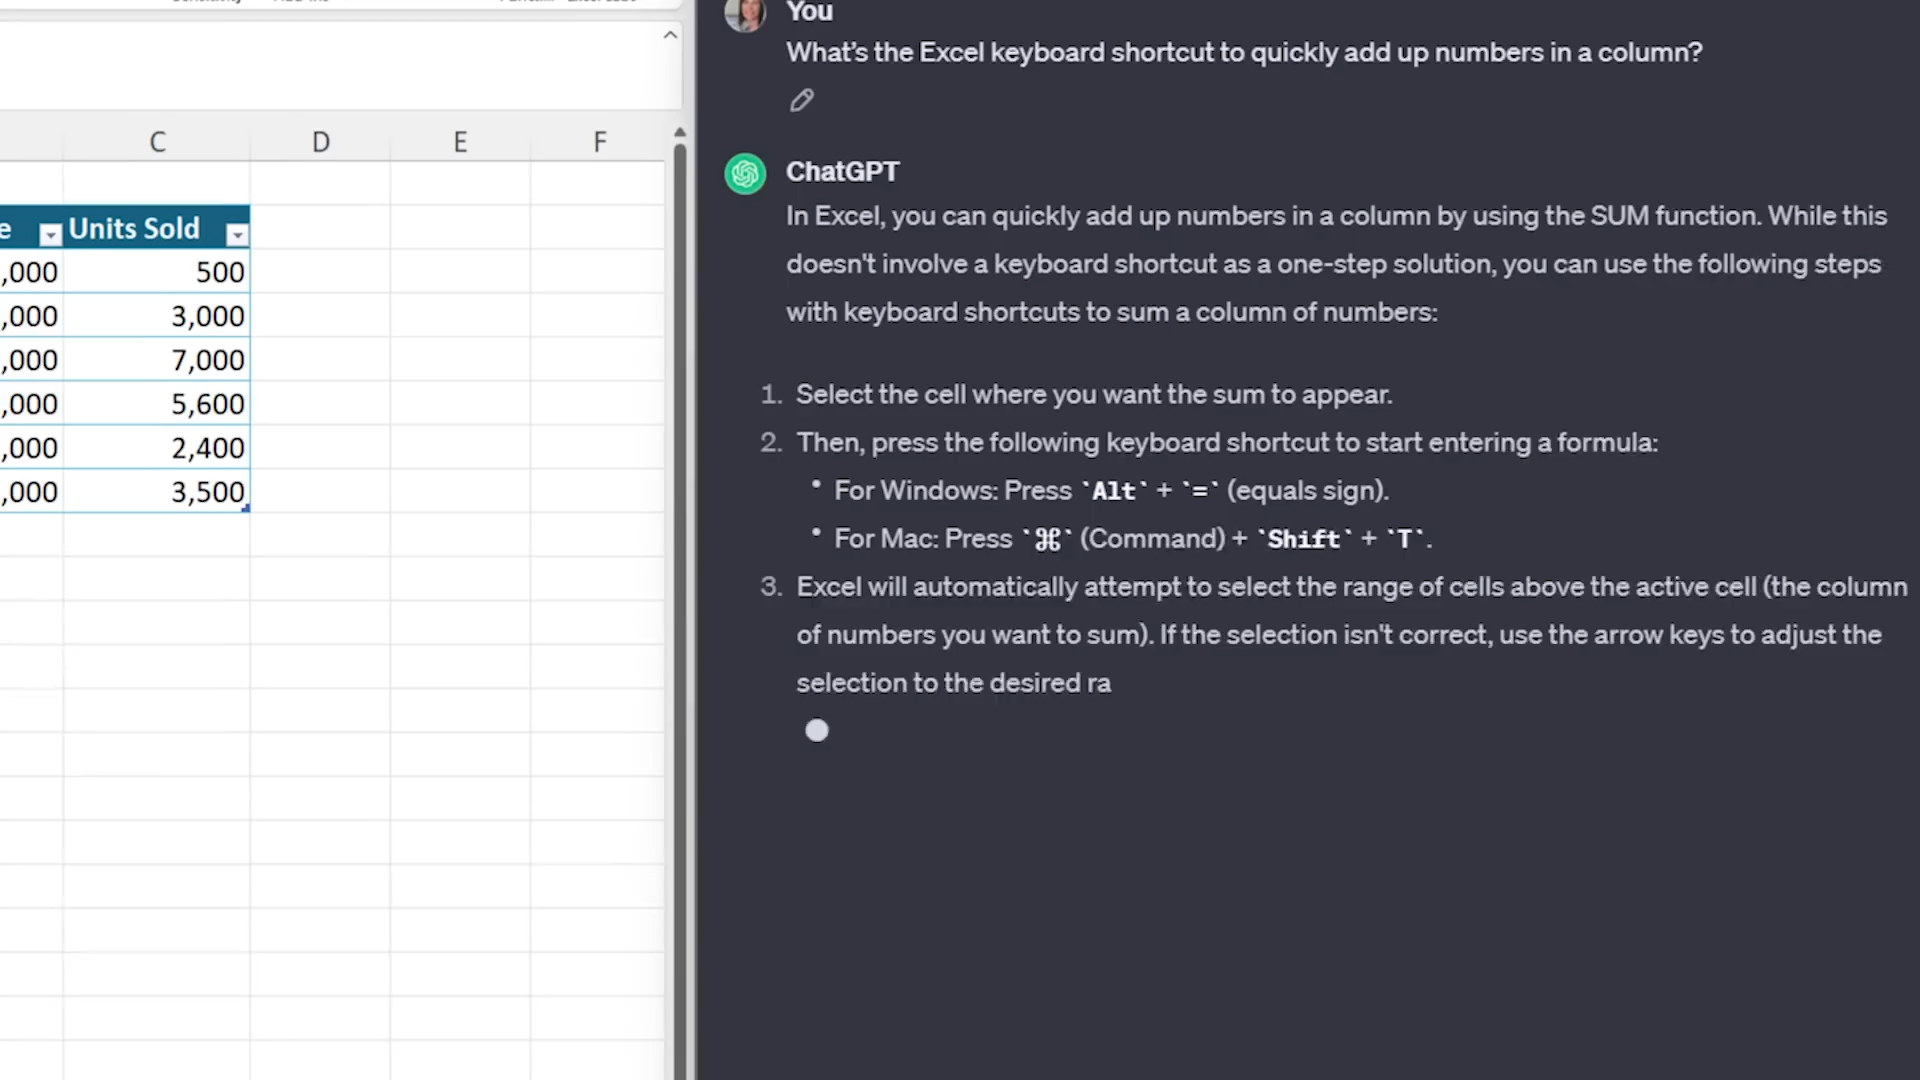 C D E F
e Units Sold
,000 500
,000 3,000
,000 7,000
,000 5,600
,000 2,400
,000 3,500
You
What's the Excel keyboard shortcut to quickly add up numbers in a column?
ChatGPT
In Excel, you can quickly add up numbers in a column by using the SUM function. While this
doesn't involve a keyboard shortcut as a one-step solution, you can use the following steps
with keyboard shortcuts to sum a column of numbers:
1. Select the cell where you want the sum to appear.
2. Then, press the following keyboard shortcut to start entering a formula:
• For Windows: Press `Alt` + `=` (equals sign).
• For Mac: Press `⌘` (Command) + `Shift` + `T`.
3. Excel will automatically attempt to select the range of cells above the active cell (the column
of numbers you want to sum). If the selection isn't correct, use the arrow keys to adjust the
selection to the desired ra